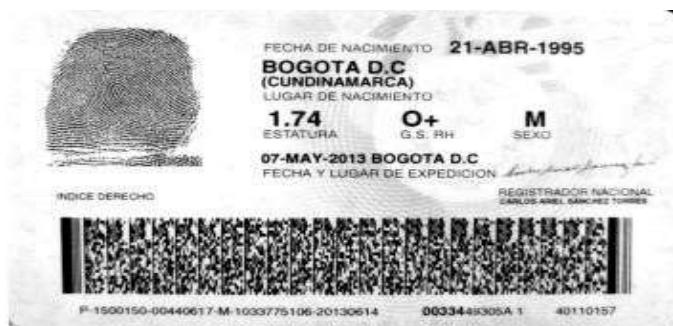 FECHA DE NACIMIENTO 21-ABR-1995
BOGOTA D.C
(CUNDINAMARCA)
LUGAR DE NACIMIENTO
1.74 O+ M
ESTATURA G.S. RH SEXO
07-MAY-2013 BOGOTA D.C
FECHA Y LUGAR DE EXPEDICION
INDICE DERECHO
REGISTRADOR NACIONAL
CARLOS ARIEL SÁNCHEZ TORRES
P-1500150-00440617-M-1033775106-20130614 0033449305A 1 40110157